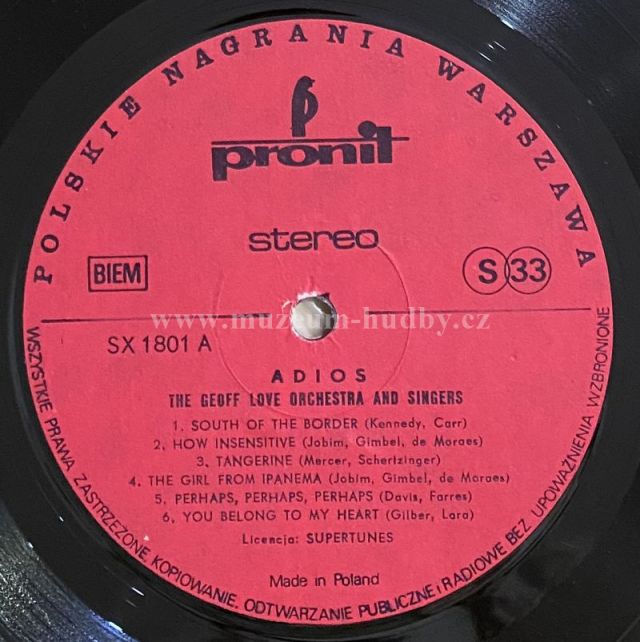 POLSKIE NAGRANIA WARSZAWA
pronit
stereo
BIEM
S 33
www.muzeum-hudby.cz
SX 1801 A
ADIOS
THE GEOFF LOVE ORCHESTRA AND SINGERS
1. SOUTH OF THE BORDER (Kennedy, Carr)
2. HOW INSENSITIVE (Jobim, Gimbel, de Moraes)
3. TANGERINE (Mercer, Schertzinger)
4. THE GIRL FROM IPANEMA (Jobim, Gimbel, de Moraes)
5. PERHAPS, PERHAPS, PERHAPS (Davis, Farres)
6. YOU BELONG TO MY HEART (Gilber, Lara)
Licencja: SUPERTUNES
Made in Poland
WSZYSTKIE PRAWA ZASTRZEŻONE. KOPIOWANIE, ODTWARZANIE PUBLICZNE i RADIOWE BEZ UPOWAŻNIENIA WZBRONIONE